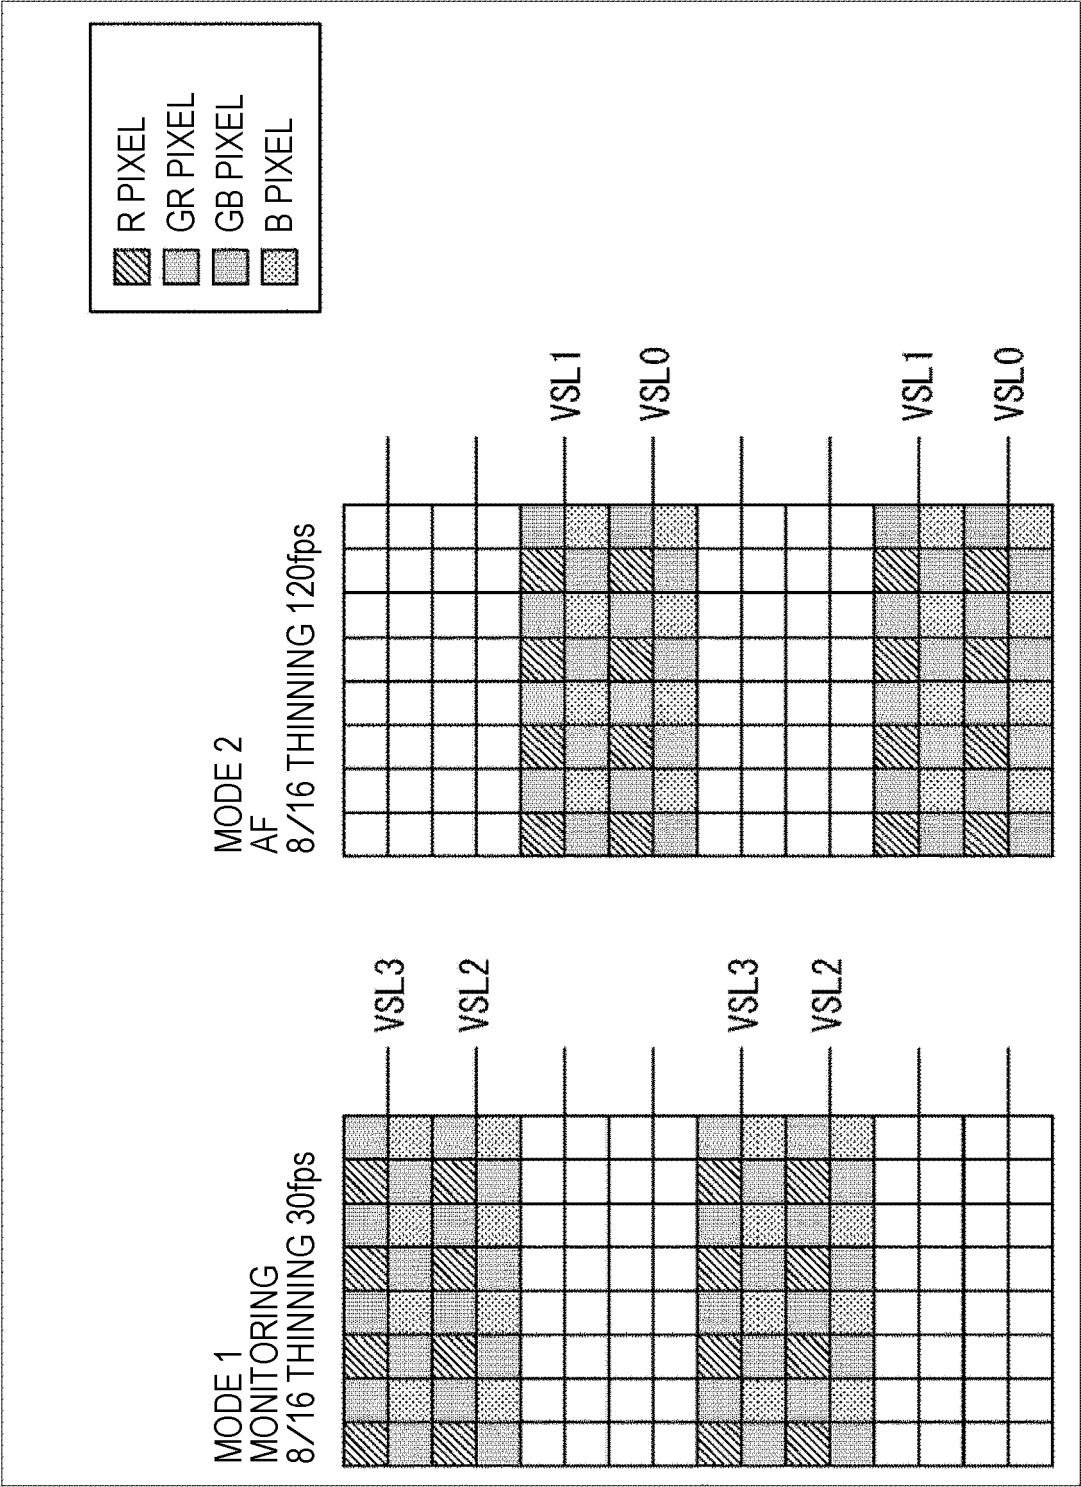 MODE 1
MONITORING
8/16 THINNING 30fps
VSL3
VSL2
VSL3
VSL2
MODE 2
AF
8/16 THINNING 120fps
VSL1
VSL0
VSL1
VSL0
R PIXEL
GR PIXEL
GB PIXEL
B PIXEL